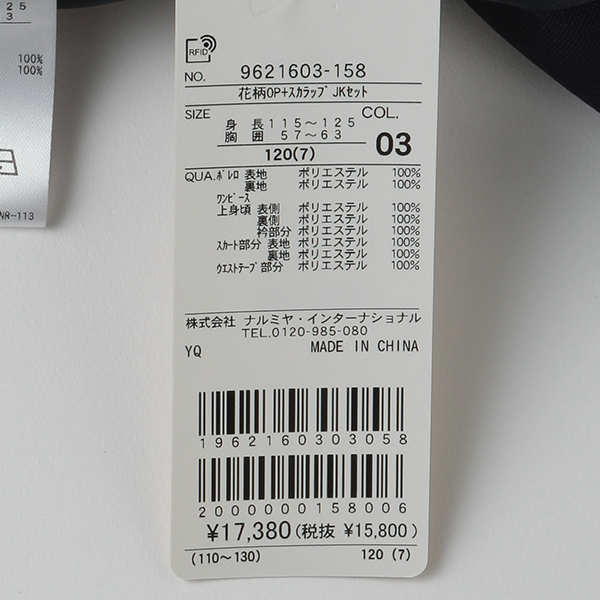 25
3
100%
100%
NR-113
RFID
NO. 9621603-158
花柄OP+スカラップJKセット
SIZE COL.
身長 115～125
胸囲 57～63
03
120(7)
QUA.ボレロ 表地 ポリエステル 100%
裏地 ポリエステル 100%
ワンピース
上身頃 表側 ポリエステル 100%
裏側 ポリエステル 100%
衿部分 ポリエステル 100%
スカート部分 表地 ポリエステル 100%
裏地 ポリエステル 100%
ウエストテープ部分 ポリエステル 100%
株式会社 ナルミヤ・インターナショナル
TEL.0120-985-080
YQ MADE IN CHINA
1962160303058
2000000158006
¥17,380(税抜 ¥15,800)
(110～130) 120 (7)